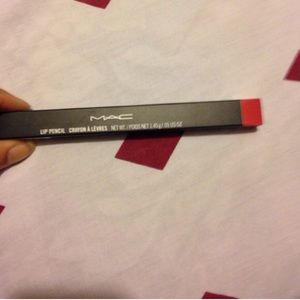 MAC
LIP PENCIL CRAYON À LÈVRES NET WT. / POIDS NET 1.45 g / .05 US OZ